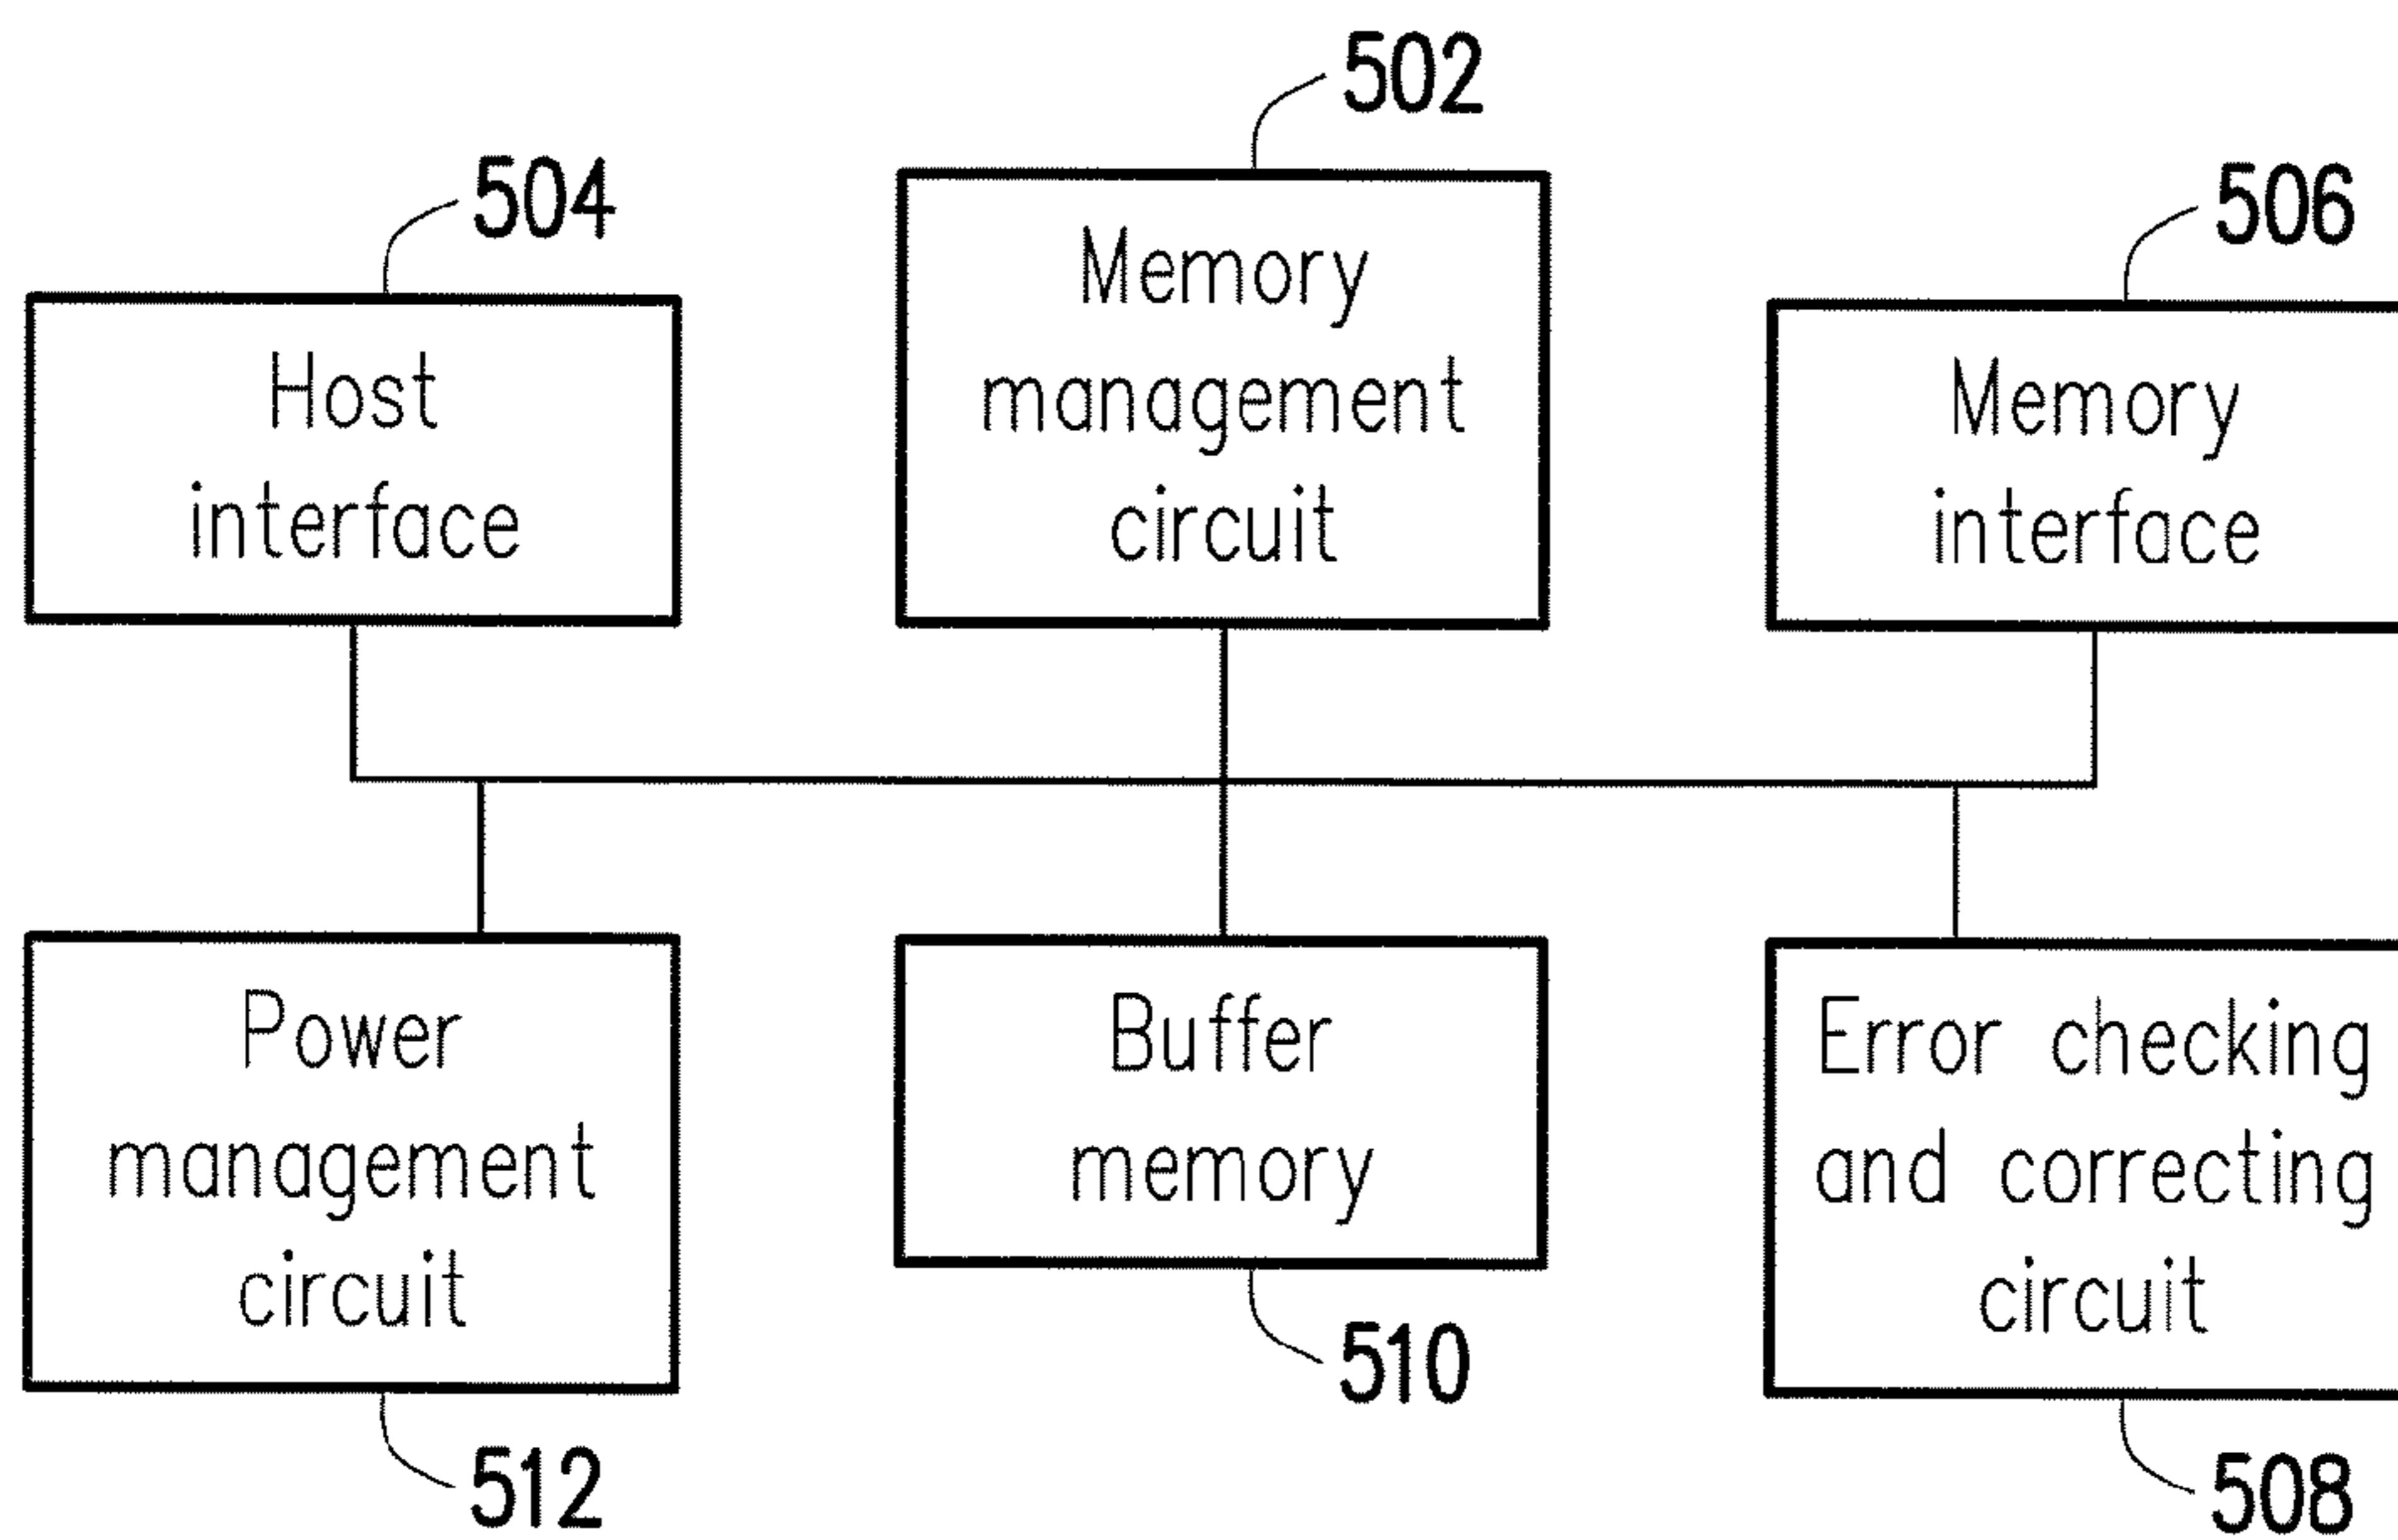 502
504
506
Memory
management
circuit
Host
interface
Memory
interface
Power
management
circuit
Buffer
memory
Error checking
and correcting
circuit
510
512
508